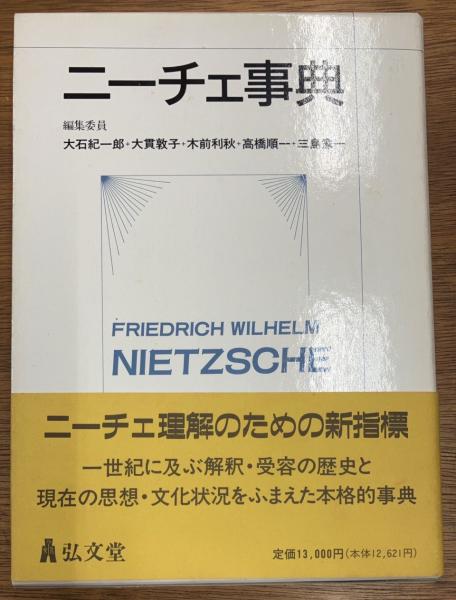 ニーチェ事典
編集委員
大石紀一郎+大貫敦子+木前利秋+高橋順一+三島憲一
FRIEDRICH WILHELM
NIETZSCHE
ニーチェ理解のための新指標
一世紀に及ぶ解釈・受容の歴史と
現在の思想・文化状況をふまえた本格的事典
弘文堂
定価13,000円(本体12,621円)